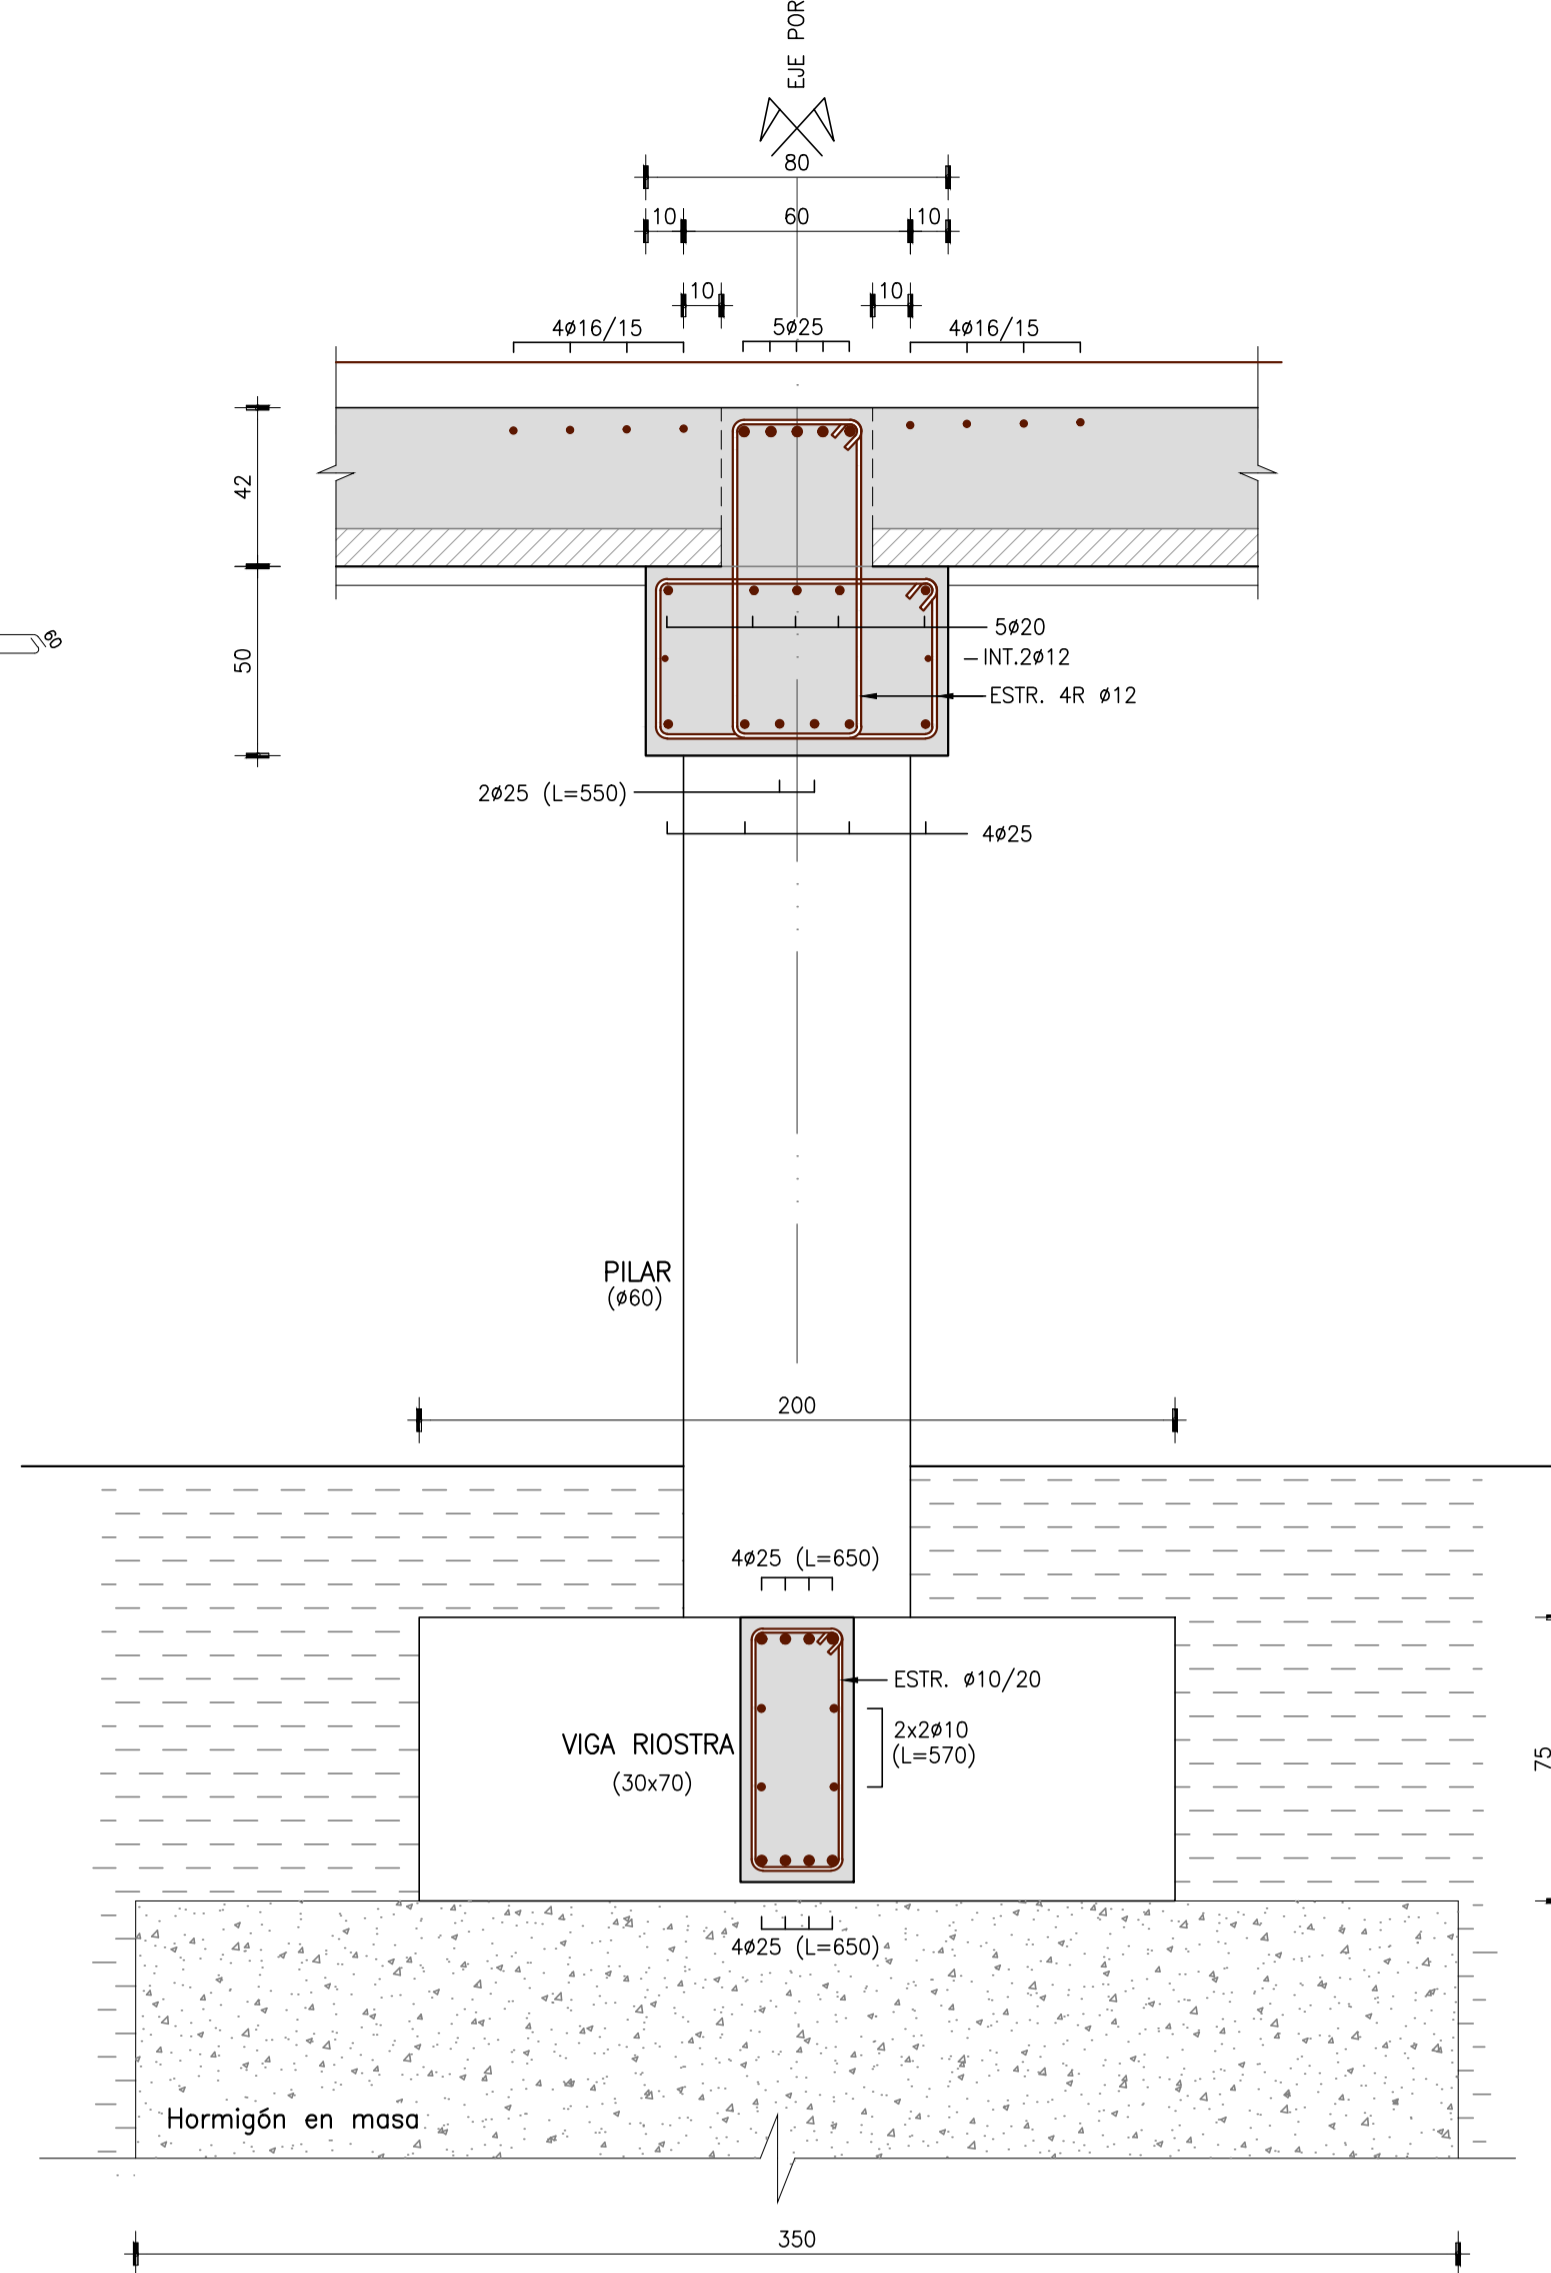 EJE POR
80
10 60 10
10 10
4ø16/15 5ø25 4ø16/15
42
5ø20
60
50
INT.2ø12
ESTR. 4R ø12
2ø25 (L=550)
4ø25
PILAR
(ø60)
200
4ø25 (L=650)
ESTR. ø10/20
2x2ø10
(L=570)
VIGA RIOSTRA
(30x70)
75
4ø25 (L=650)
Hormigón en masa
350